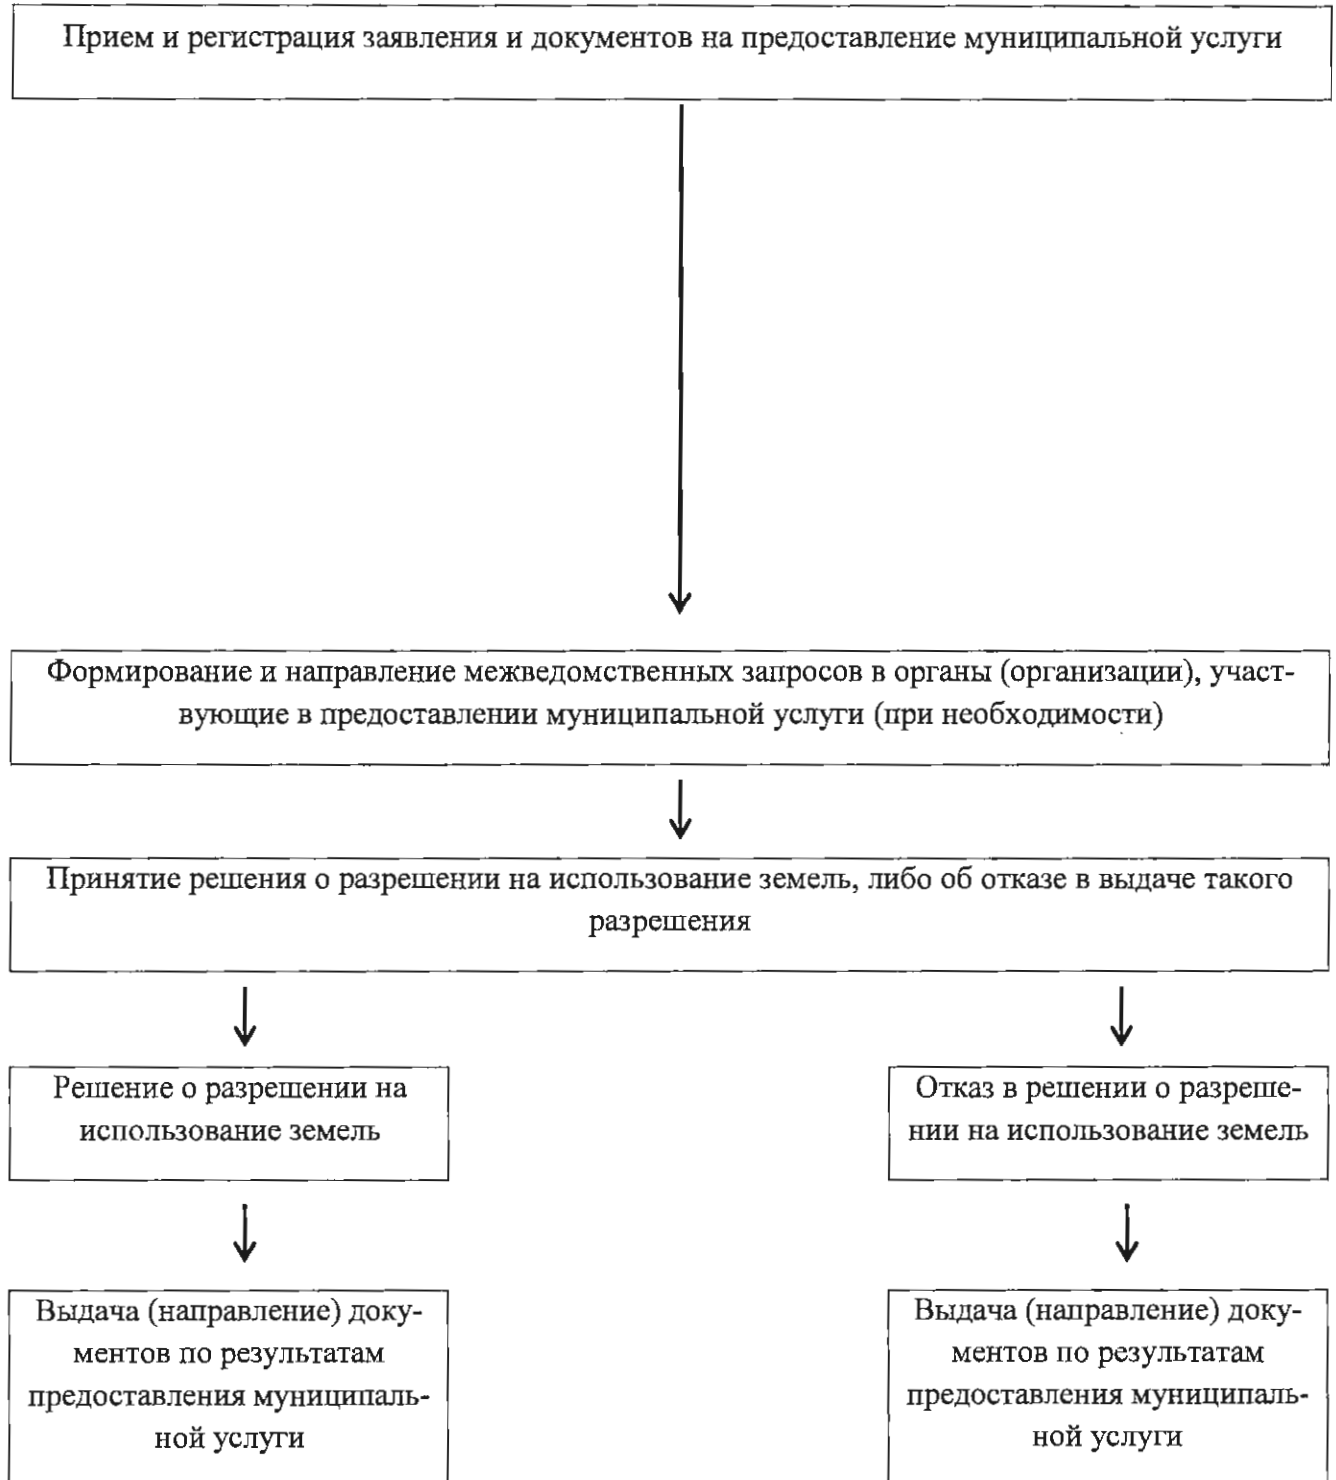 Прием и регистрация заявления и документов на предоставление муниципальной услуги
Формирование и направление межведомственных запросов в органы (организации), участ-
вующие в предоставлении муниципальной услуги (при необходимости)
Принятие решения о разрешении на использование земель, либо об отказе в выдаче такого
разрешения
Решение о разрешении на
использование земель
Отказ в решении о разреше-
нии на использование земель
Выдача (направление) доку-
ментов по результатам
предоставления муниципаль-
ной услуги
Выдача (направление) доку-
ментов по результатам
предоставления муниципаль-
ной услуги